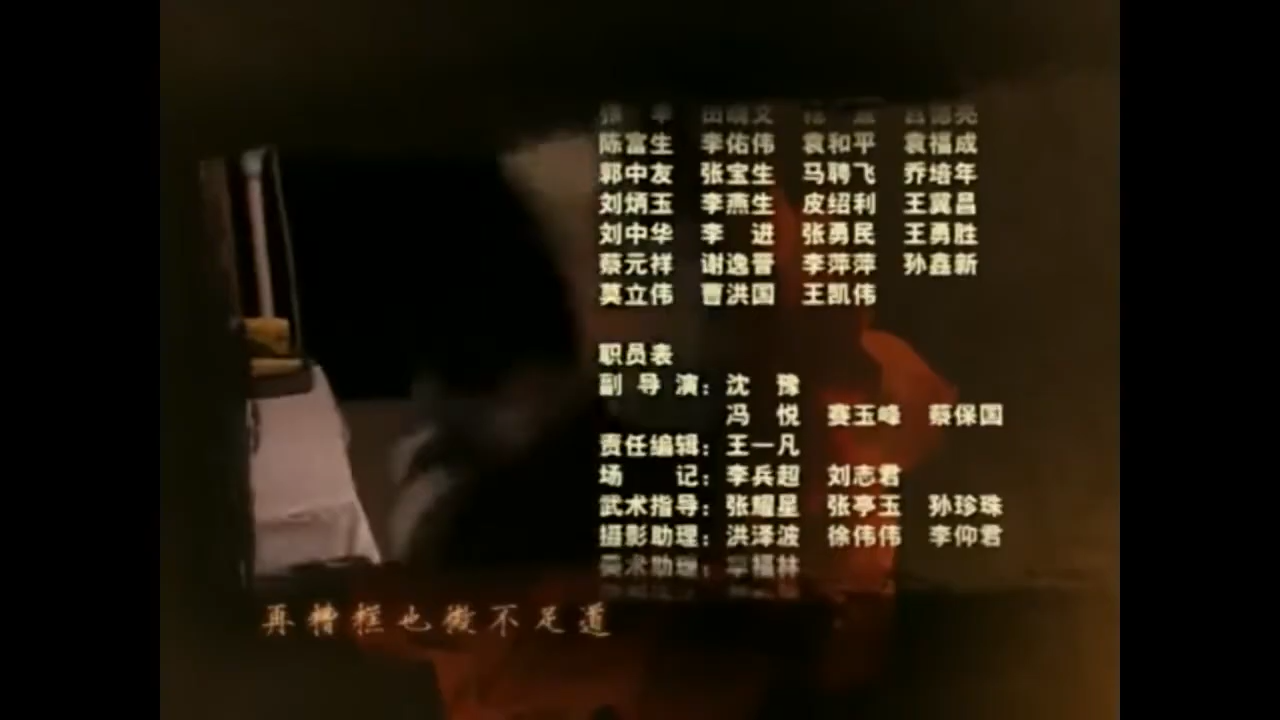 陈富生 李佑伟 袁和平 袁福成
郭中友 张宝生 马聘飞 乔培年
刘炳玉 李燕生 皮绍利 王冀昌
刘中华 李 进 张勇民 王勇胜
蔡元祥 谢逸晋 李萍萍 孙鑫新
莫立伟 曹洪国 王凯伟
职员表
副导演：沈 豫
冯 悦 赛玉峰 蔡保国
责任编辑：王一凡
场 记：李兵超 刘志君
武术指导：张耀星 张亭玉 孙珍珠
摄影助理：洪泽波 徐伟伟 李仰君
美术助理：
再糟糕也微不足道